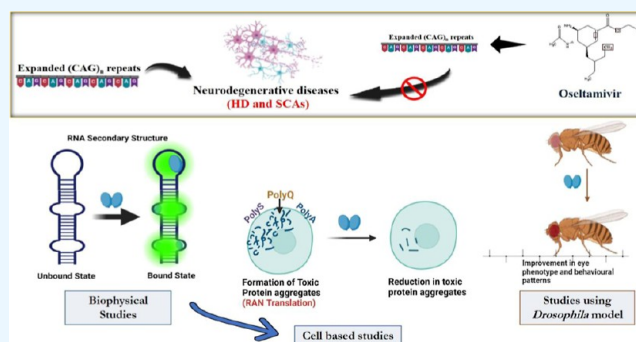 Expanded (CAG)n repeats
Neurodegenerative diseases
(HD and SCAs)
Expanded (CAG)n repeats
Oseltamivir
RNA Secondary Structure
Unbound State
Bound State
Biophysical
Studies
PolyQ
PolyS
PolyA
Formation of Toxic
Protein aggregates
(RAN Translation)
Reduction in toxic
protein aggregates
Cell based studies
Improvement in eye
phenotype and behavioural
patterns
Studies using
Drosophila model